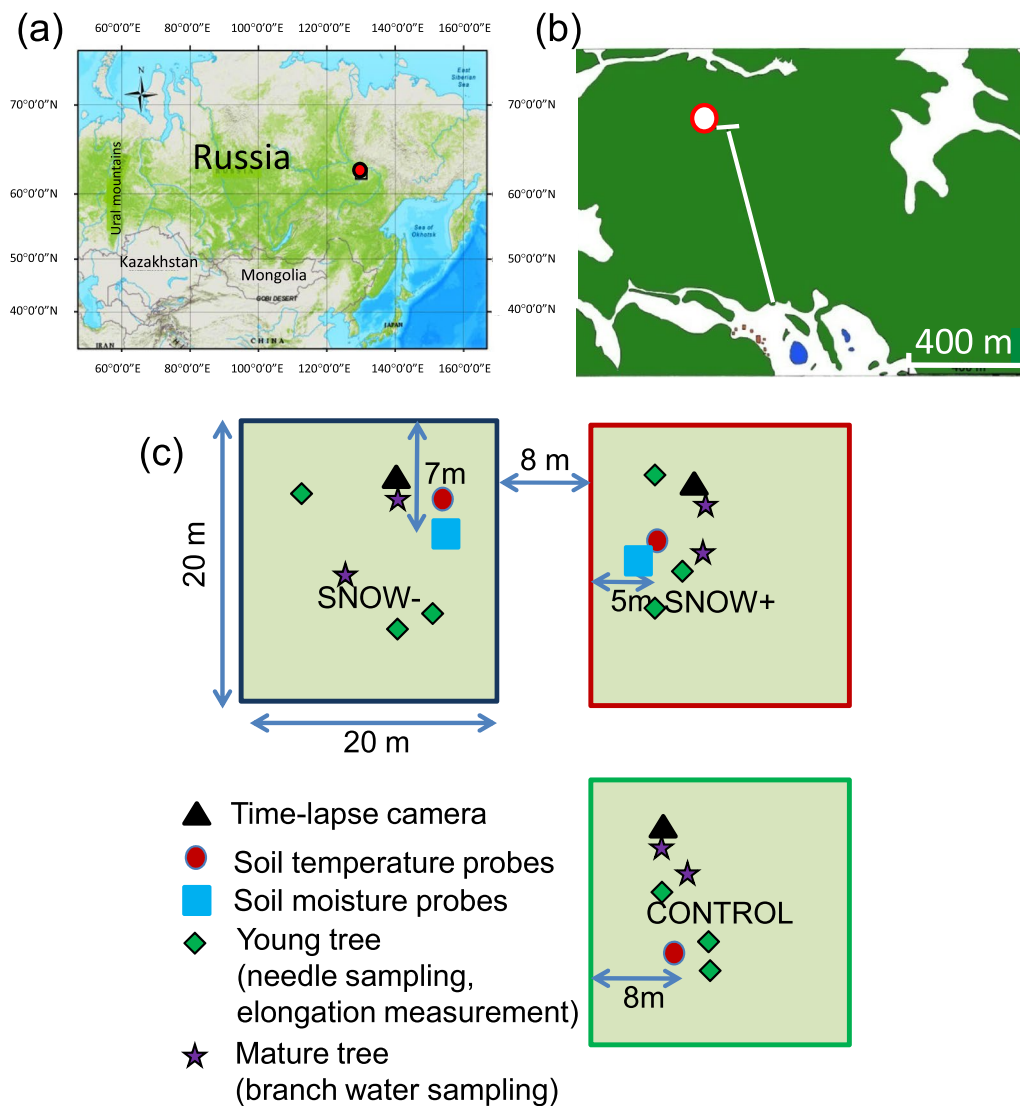 (a)
60°0'0"E 80°0'0"E 100°0'0"E 120°0'0"E 140°0'0"E 160°0'0"E
N
East
Siberian
Sea
70°0'0"N
Russia
60°0'0"N
Ural mountains
Sea of
Okhotsk
50°0'0"N
Kazakhstan
Mongolia
GOBI DESERT
40°0'0"N
JAPAN
IRAN
CHINA
60°0'0"E 80°0'0"E 100°0'0"E 120°0'0"E 140°0'0"E 160°0'0"E
(b)
70°0'0"N
60°0'0"N
50°0'0"N
40°0'0"N
400 m
(c)
7m
8 m
20 m
SNOW-
5m
SNOW+
20 m
Time-lapse camera
Soil temperature probes
Soil moisture probes
Young tree
(needle sampling,
elongation measurement)
Mature tree
(branch water sampling)
CONTROL
8m